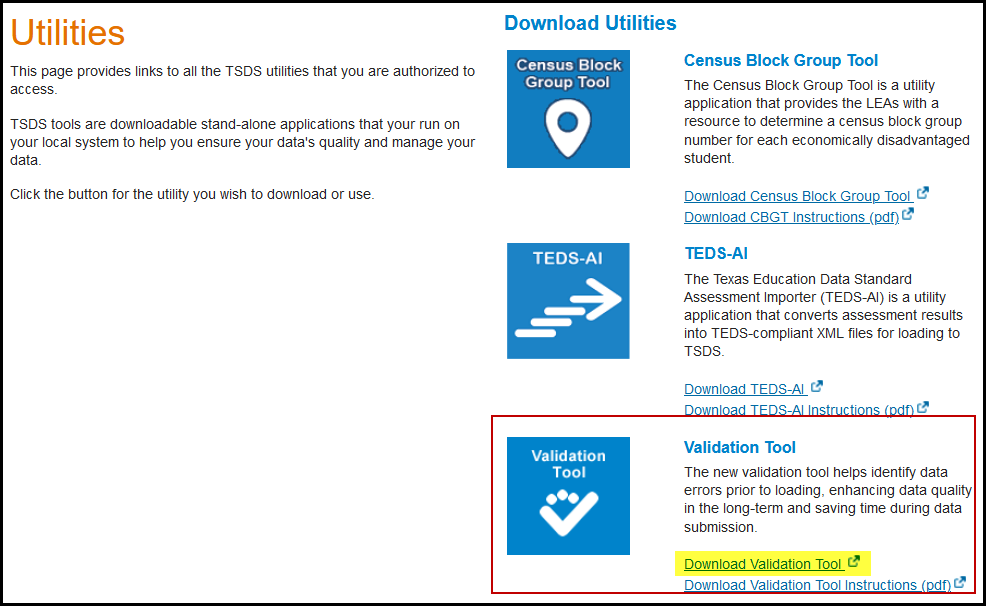 Utilities
This page provides links to all the TSDS utilities that you are authorized to
access.
TSDS tools are downloadable stand-alone applications that your run on
your local system to help you ensure your data's quality and manage your
data.
Click the button for the utility you wish to download or use.
Download Utilities
Census Block
Group Tool
Census Block Group Tool
The Census Block Group Tool is a utility
application that provides the LEAs with a
resource to determine a census block group
number for each economically disadvantaged
student.
Download Census Block Group Tool
Download CBGT Instructions (pdf)
TEDS-AI
TEDS-AI
The Texas Education Data Standard
Assessment Importer (TEDS-AI) is a utility
application that converts assessment results
into TEDS-compliant XML files for loading to
TSDS.
Download TEDS-AI
Download TEDS-AI Instructions (pdf)
Validation
Tool
Validation Tool
The new validation tool helps identify data
errors prior to loading, enhancing data quality
in the long-term and saving time during data
submission.
Download Validation Tool
Download Validation Tool Instructions (pdf)